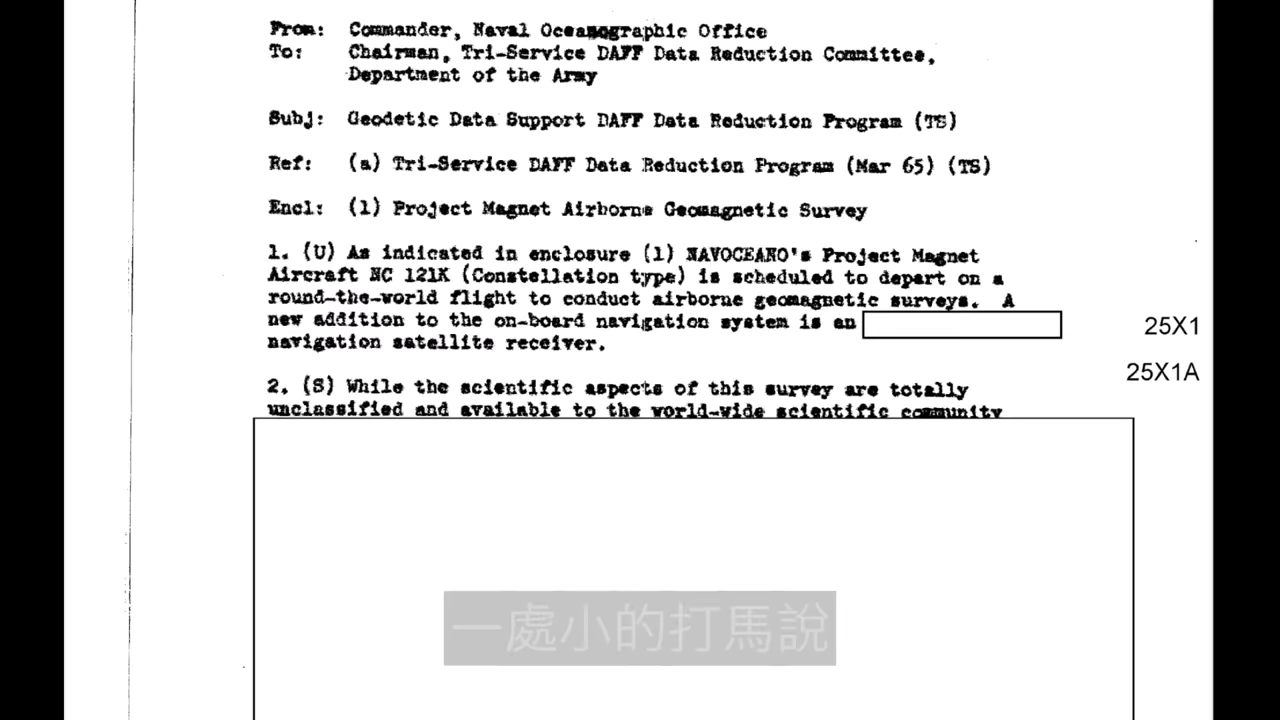 From: Commander, Naval Oceanographic Office
To: Chairman, Tri-Service DAFF Data Reduction Committee,
Department of the Army
Subj: Geodetic Data Support DAFF Data Reduction Program (TS)
Ref: (a) Tri-Service DAFF Data Reduction Program (Mar 65) (TS)
Encl: (1) Project Magnet Airborne Geomagnetic Survey
1. (U) As indicated in enclosure (1) NAVOCEANO's Project Magnet
Aircraft NC 121K (Constellation type) is scheduled to depart on a
round-the-world flight to conduct airborne geomagnetic surveys. A
new addition to the on-board navigation system is an
25X1
navigation satellite receiver.
25X1A
2. (S) While the scientific aspects of this survey are totally
unclassified and available to the world-wide scientific community
一處小的打馬說